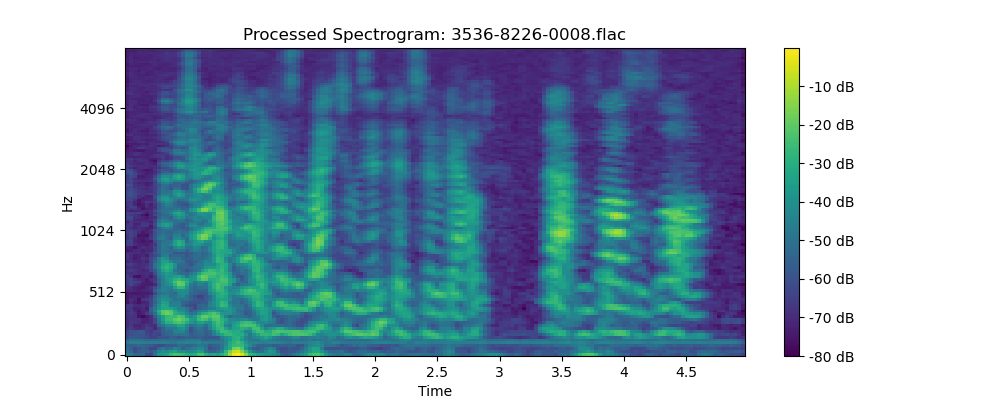 Processed Spectrogram: 3536-8226-0008.flac
Hz
4096
2048
1024
512
0
0 0.5 1 1.5 2 2.5 3 3.5 4 4.5
Time
-10 dB
-20 dB
-30 dB
-40 dB
-50 dB
-60 dB
-70 dB
-80 dB